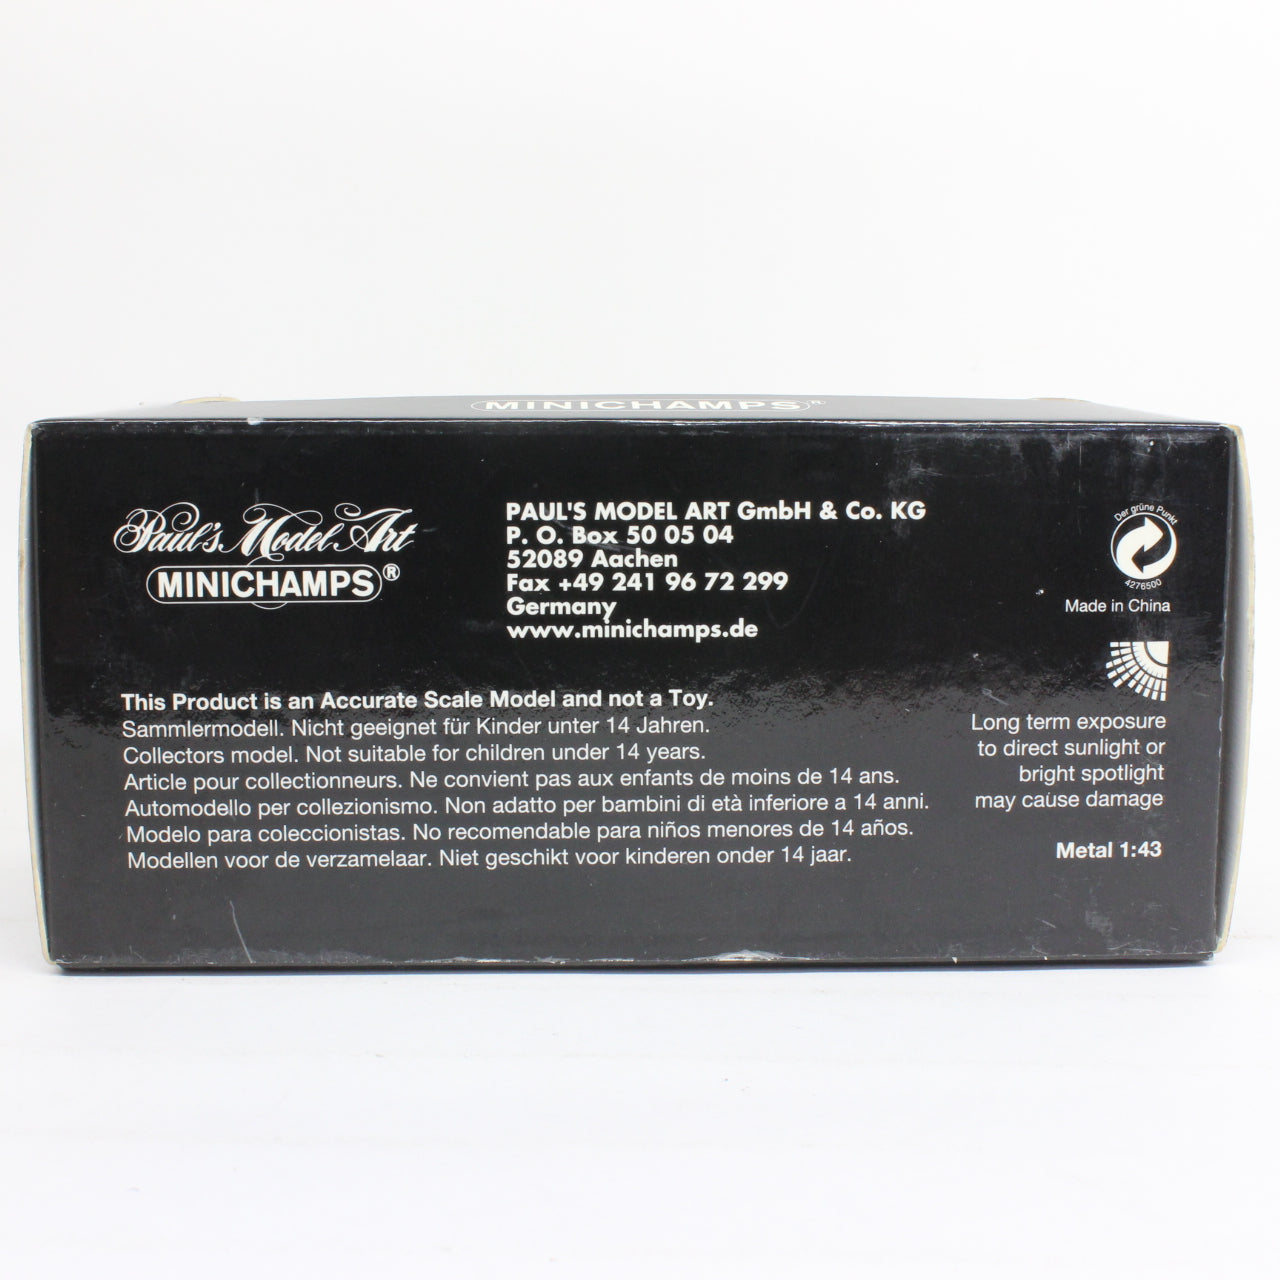 MINICHAMPS®
Paul's Model Art
MINICHAMPS®
PAUL'S MODEL ART GmbH & Co. KG
P. O. Box 50 05 04
52089 Aachen
Fax +49 241 96 72 299
Germany
www.minichamps.de
Der grüne Punkt
4276500
Made in China
This Product is an Accurate Scale Model and not a Toy.
Sammlermodell. Nicht geeignet für Kinder unter 14 Jahren.
Collectors model. Not suitable for children under 14 years.
Article pour collectionneurs. Ne convient pas aux enfants de moins de 14 ans.
Automodello per collezionismo. Non adatto per bambini di età inferiore a 14 anni.
Modelo para coleccionistas. No recomendable para niños menores de 14 años.
Modellen voor de verzamelaar. Niet geschikt voor kinderen onder 14 jaar.
Long term exposure
to direct sunlight or
bright spotlight
may cause damage
Metal 1:43